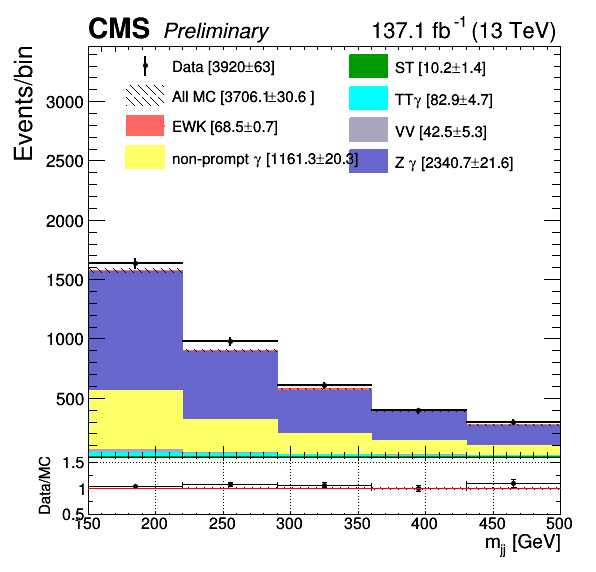 CMS Preliminary 137.1 fb⁻¹ (13 TeV)
Events/bin
Data [3920±63]
All MC [3706.1±30.6 ]
EWK [68.5±0.7]
non-prompt γ [1161.3±20.3]
ST [10.2±1.4]
TTγ [82.9±4.7]
VV [42.5±5.3]
Z γ [2340.7±21.6]
3000
2500
2000
1500
1000
500
Data/MC
1.5
1
0.5
150 200 250 300 350 400 450 500
m_jj [GeV]